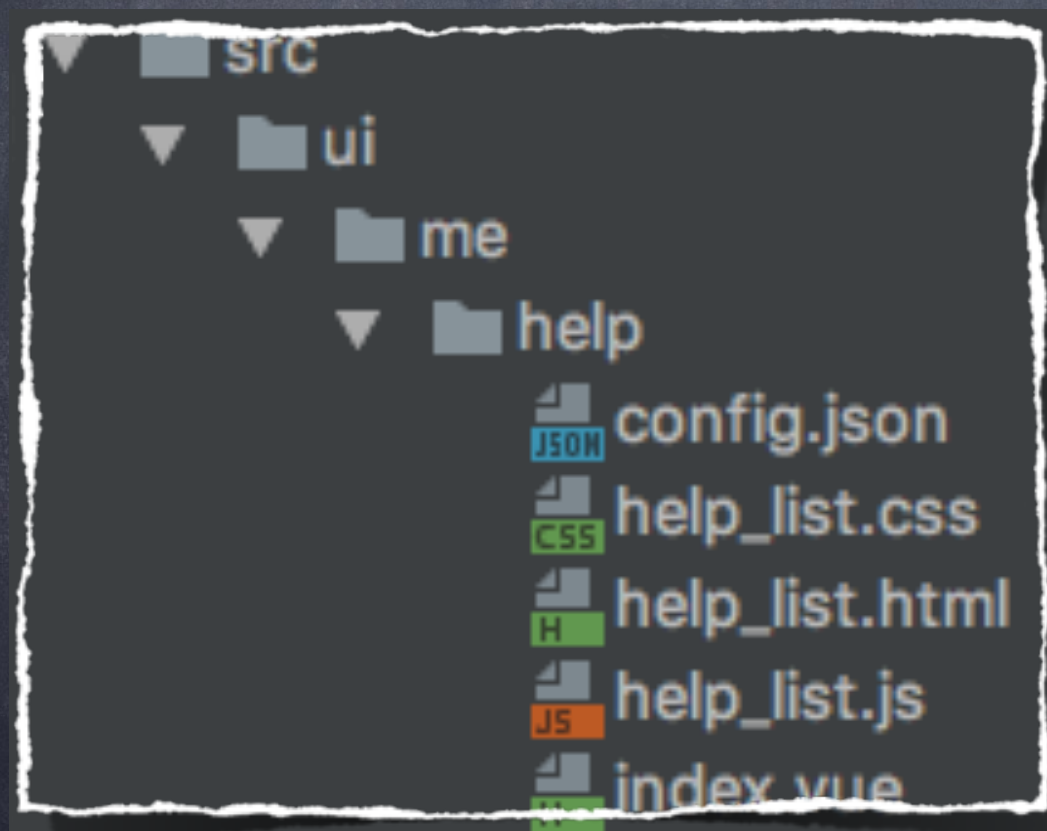 src
ui
me
help
JSON config.json
CSS help_list.css
H help_list.html
JS help_list.js
H index.vue